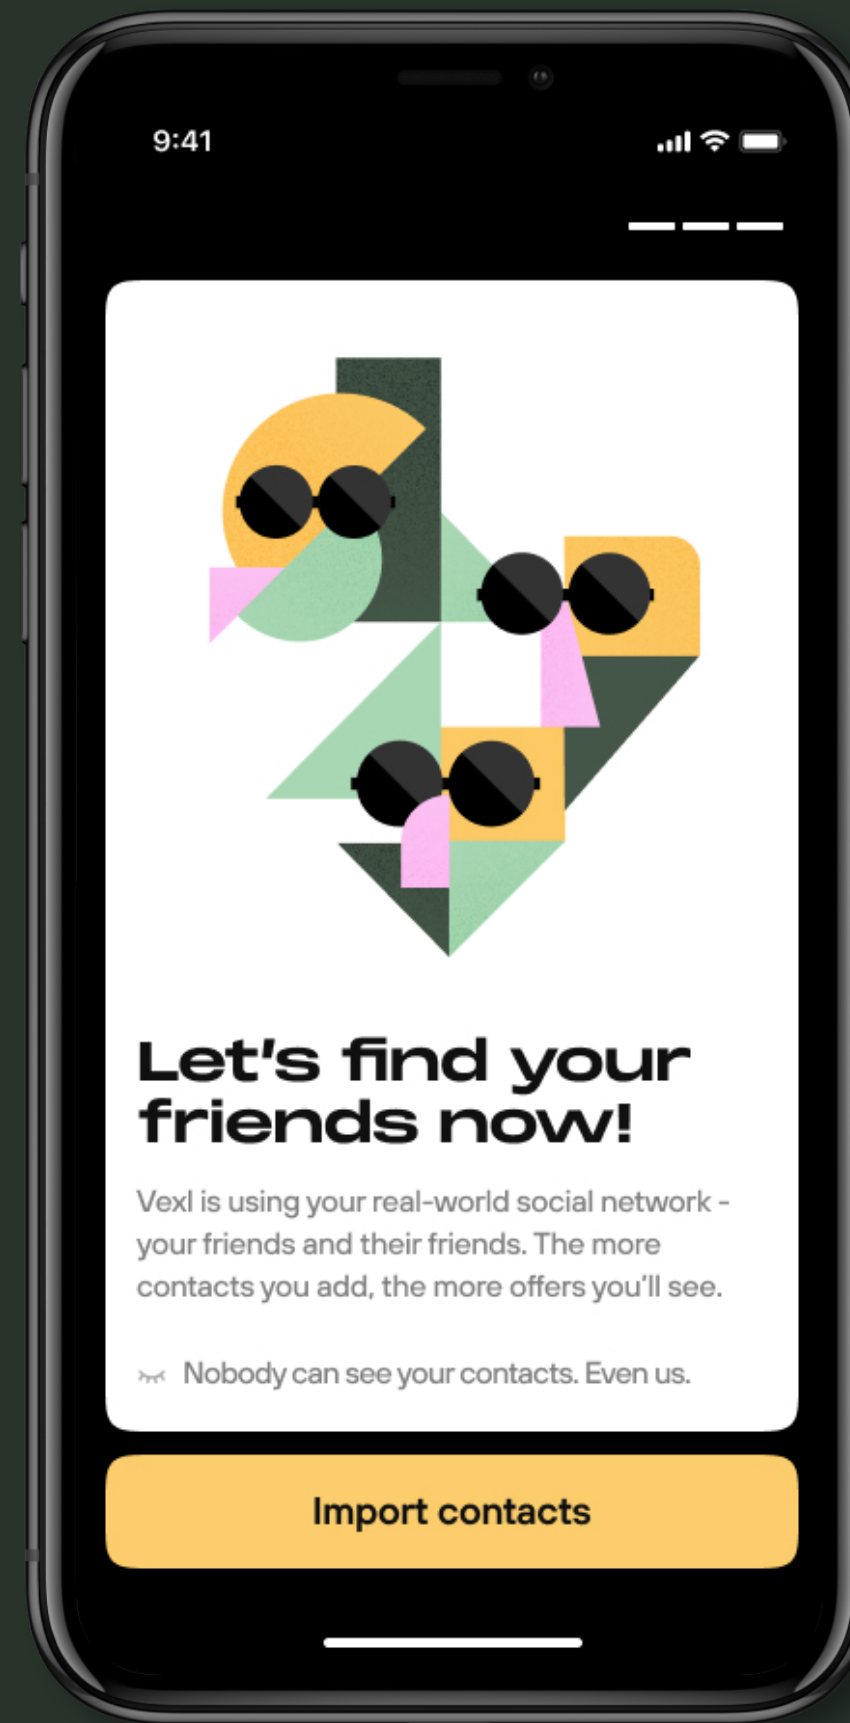 9:41
Let's find your
friends now!
Vexl is using your real-world social network -
your friends and their friends. The more
contacts you add, the more offers you'll see.
Nobody can see your contacts. Even us.
Import contacts